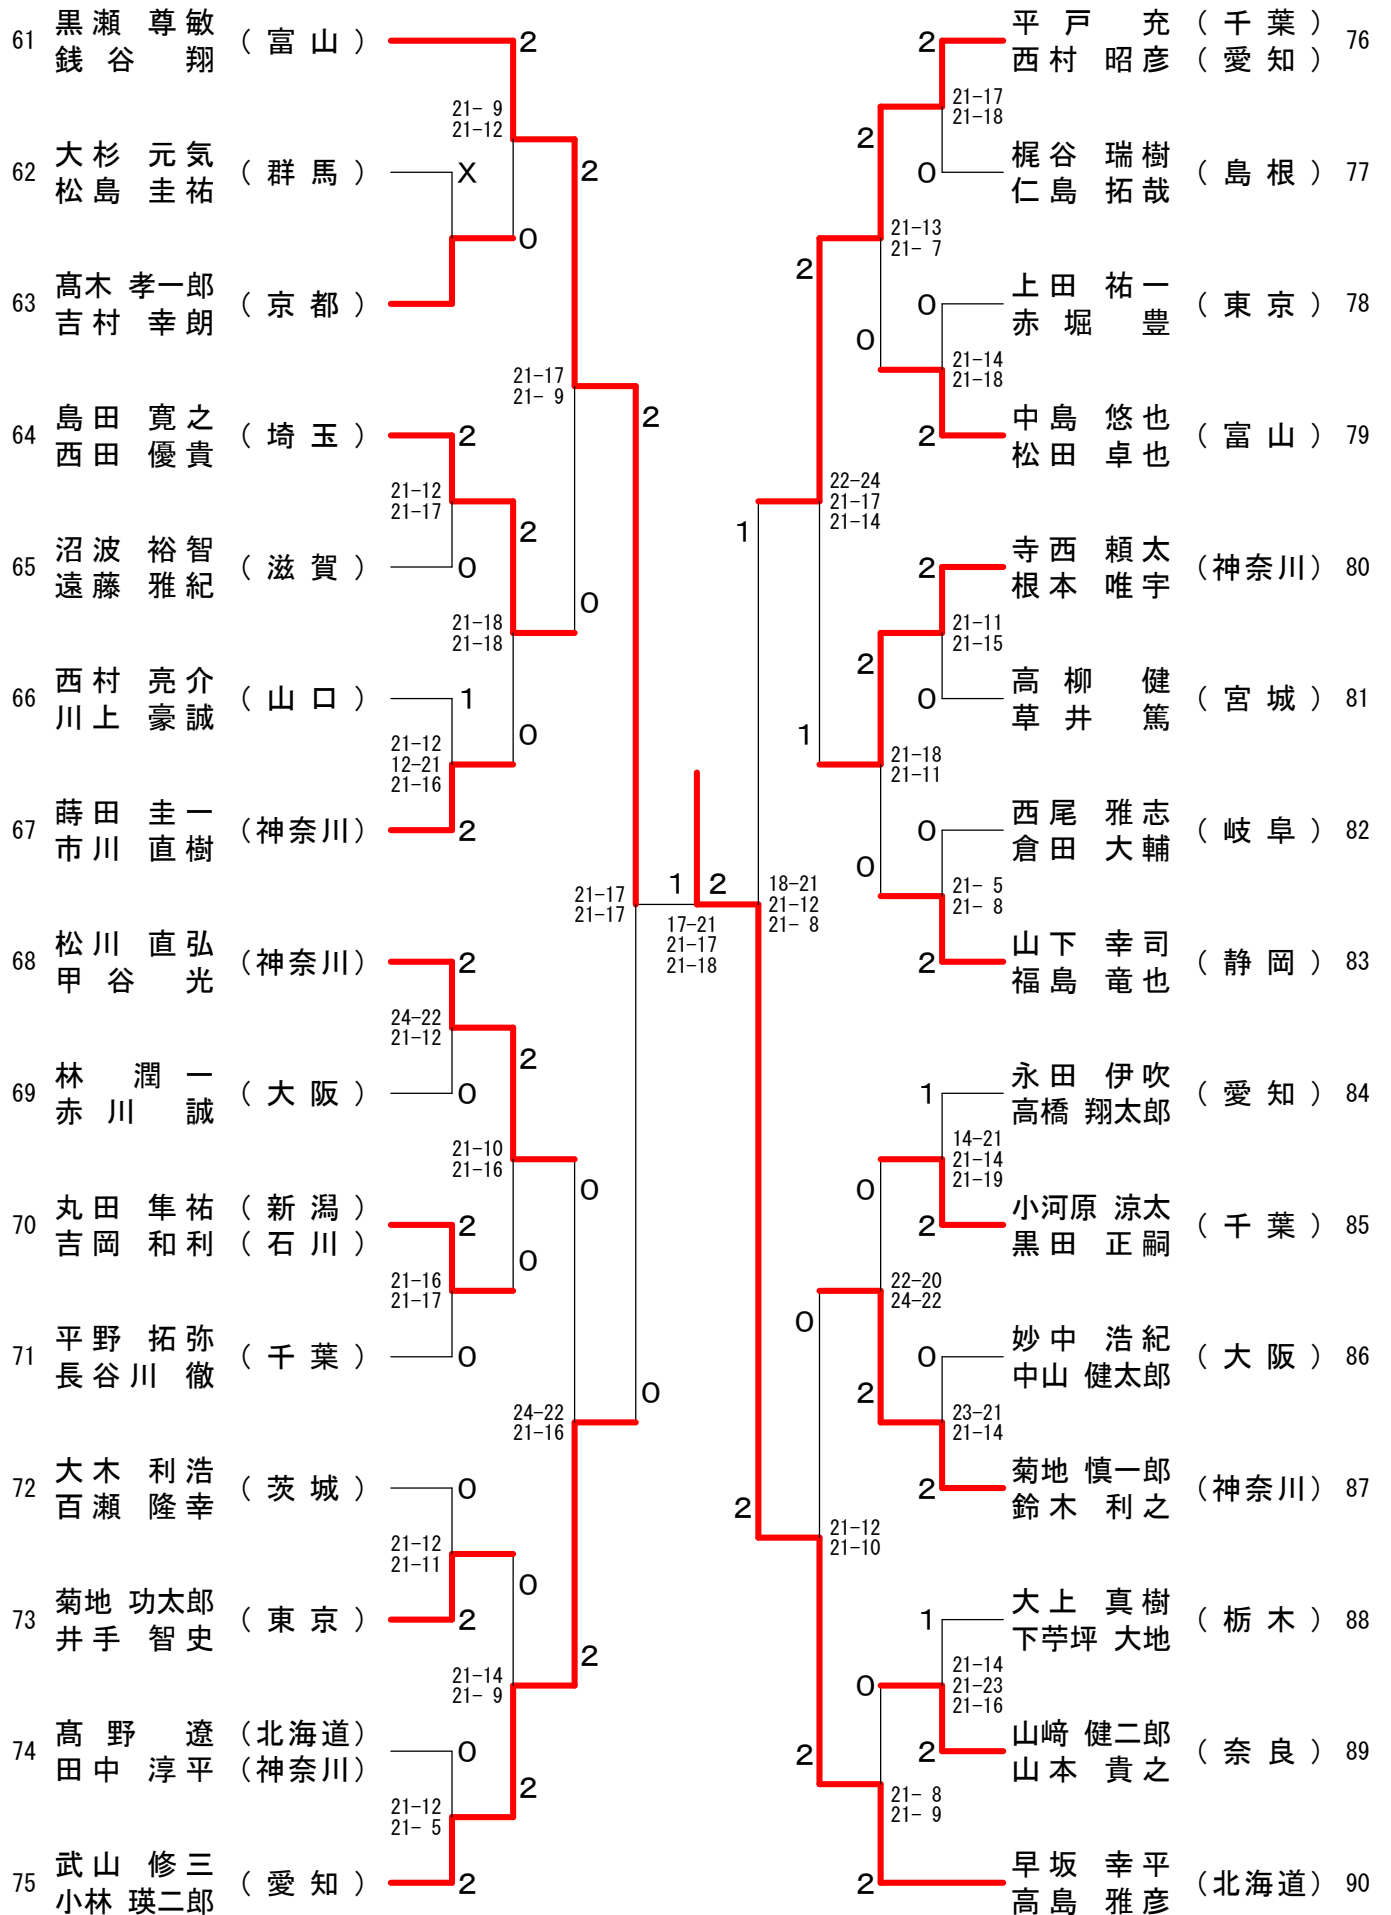 61 黒瀬 尊敏 (富山) 2
銭谷 翔
21- 9
21-12
62 大杉 元気 (群馬) X
松島 圭祐
2
0
63 髙木 孝一郎 (京都)
吉村 幸朗
21-17
21- 9
2
64 島田 寛之 (埼玉) 2
西田 優貴
21-12
21-17
2
65 沼波 裕智 (滋賀) 0
遠藤 雅紀
0
21-18
21-18
66 西村 亮介 (山口) 1
川上 豪誠
0
21-12
12-21
21-16
67 蒔田 圭一 (神奈川) 2
市川 直樹
21-17
21-17
68 松川 直弘 (神奈川) 2
甲谷 光
24-22
21-12
2
69 林 潤一 (大阪) 0
赤川 誠
21-10
21-16
0
70 丸田 隼祐 (新潟) 2
吉岡 和利 (石川)
0
21-16
21-17
71 平野 拓弥 (千葉) 0
長谷川 徹
0
24-22
21-16
72 大木 利浩 (茨城) 0
百瀬 隆幸
21-12
21-11
0
73 菊地 功太郎 (東京) 2
井手 智史
2
21-14
21- 9
74 髙野 遼 (北海道) 0
田中 淳平 (神奈川)
2
21-12
21- 5
75 武山 修三 (愛知) 2
小林 瑛二郎
1 2
17-21
21-17
21-18
2 平戸 充 (千葉) 76
西村 昭彦 (愛知)
21-17
21-18
2
0 梶谷 瑞樹 (島根) 77
仁島 拓哉
21-13
21- 7
2
0 上田 祐一 (東京) 78
赤堀 豊
0
21-14
21-18
2 中島 悠也 (富山) 79
松田 卓也
22-24
21-17
21-14
1
2 寺西 頼太 (神奈川) 80
根本 唯宇
21-11
21-15
2
0 高柳 健 (宮城) 81
草井 篤
1
21-18
21-11
0 西尾 雅志 (岐阜) 82
倉田 大輔
0
21- 5
21- 8
2 山下 幸司 (静岡) 83
福島 竜也
18-21
21-12
21- 8
1 永田 伊吹 (愛知) 84
高橋 翔太郎
14-21
21-14
21-19
0
2 小河原 涼太 (千葉) 85
黒田 正嗣
22-20
24-22
0
0 妙中 浩紀 (大阪) 86
中山 健太郎
2
23-21
21-14
2 菊地 慎一郎 (神奈川) 87
鈴木 利之
2
21-12
21-10
1 大上 真樹 (栃木) 88
下苧坪 大地
21-14
21-23
21-16
0
2 山﨑 健二郎 (奈良) 89
山本 貴之
2
21- 8
21- 9
2 早坂 幸平 (北海道) 90
高島 雅彦